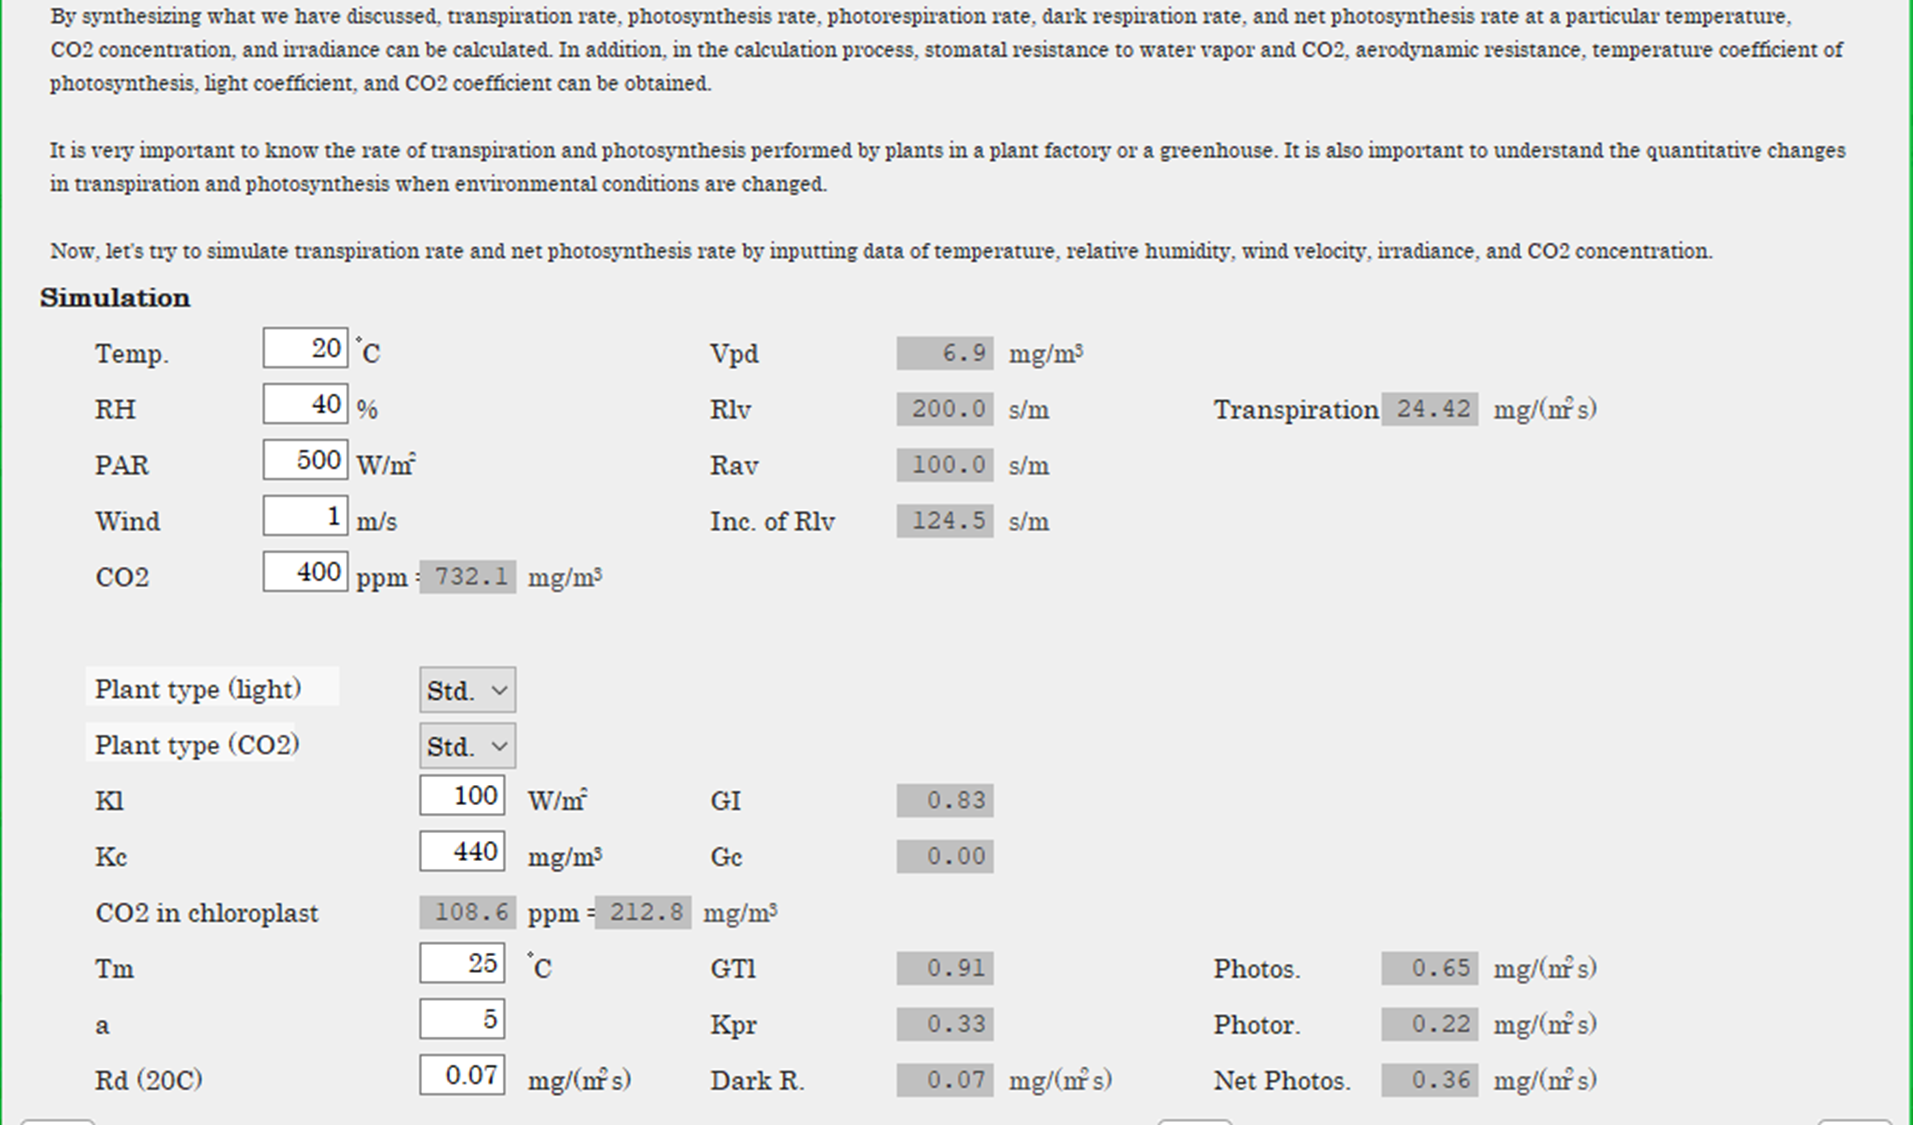 By synthesizing what we have discussed, transpiration rate, photosynthesis rate, photorespiration rate, dark respiration rate, and net photosynthesis rate at a particular temperature,
CO2 concentration, and irradiance can be calculated. In addition, in the calculation process, stomatal resistance to water vapor and CO2, aerodynamic resistance, temperature coefficient of
photosynthesis, light coefficient, and CO2 coefficient can be obtained.
It is very important to know the rate of transpiration and photosynthesis performed by plants in a plant factory or a greenhouse. It is also important to understand the quantitative changes
in transpiration and photosynthesis when environmental conditions are changed.
Now, let's try to simulate transpiration rate and net photosynthesis rate by inputting data of temperature, relative humidity, wind velocity, irradiance, and CO2 concentration.
Simulation
Temp. 20 °C Vpd 6.9 mg/m³
RH 40 % Rlv 200.0 s/m Transpiration 24.42 mg/(m² s)
PAR 500 W/m² Rav 100.0 s/m
Wind 1 m/s Inc. of Rlv 124.5 s/m
CO2 400 ppm = 732.1 mg/m³
Plant type (light) Std.
Plant type (CO2) Std.
Kl 100 W/m² GI 0.83
Kc 440 mg/m³ Gc 0.00
CO2 in chloroplast 108.6 ppm = 212.8 mg/m³
Tm 25 °C GTl 0.91 Photos. 0.65 mg/(m² s)
a 5 Kpr 0.33 Photor. 0.22 mg/(m² s)
Rd (20C) 0.07 mg/(m² s) Dark R. 0.07 mg/(m² s) Net Photos. 0.36 mg/(m² s)